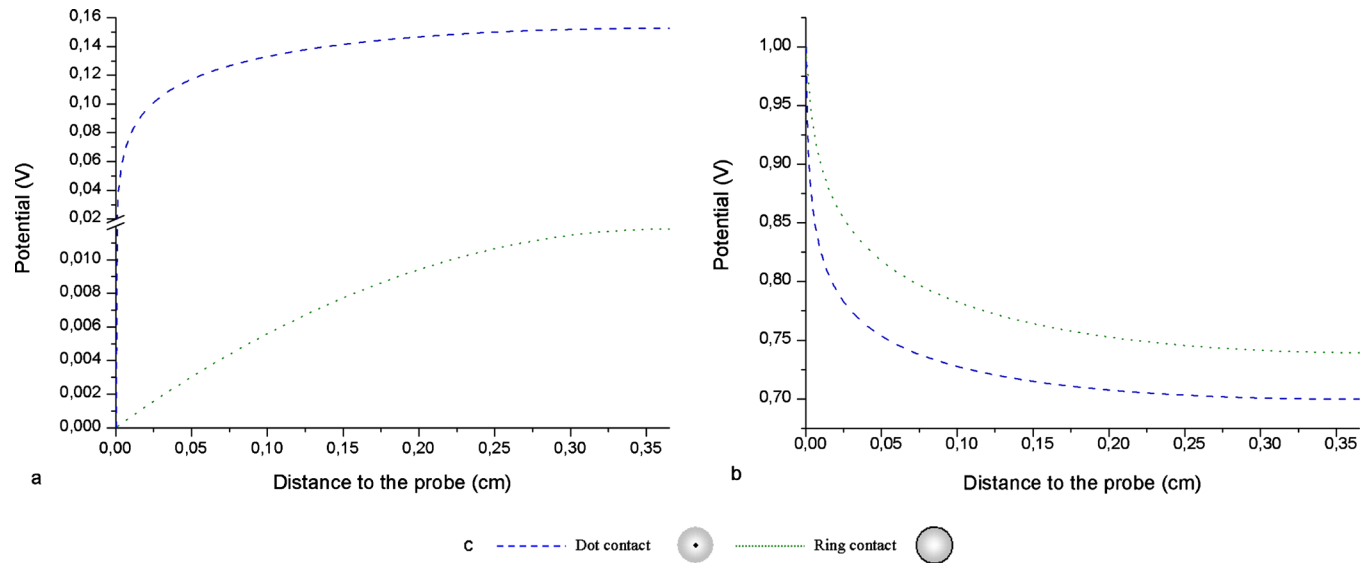 0,16
0,14
0,12
0,10
0,08
0,06
0,04
0,02
0,010
0,008
0,006
0,004
0,002
0,000
Potential (V)
0,00 0,05 0,10 0,15 0,20 0,25 0,30 0,35
Distance to the probe (cm)
a
1,00
0,95
0,90
0,85
0,80
0,75
0,70
Potential (V)
0,00 0,05 0,10 0,15 0,20 0,25 0,30 0,35
Distance to the probe (cm)
b
c Dot contact Ring contact